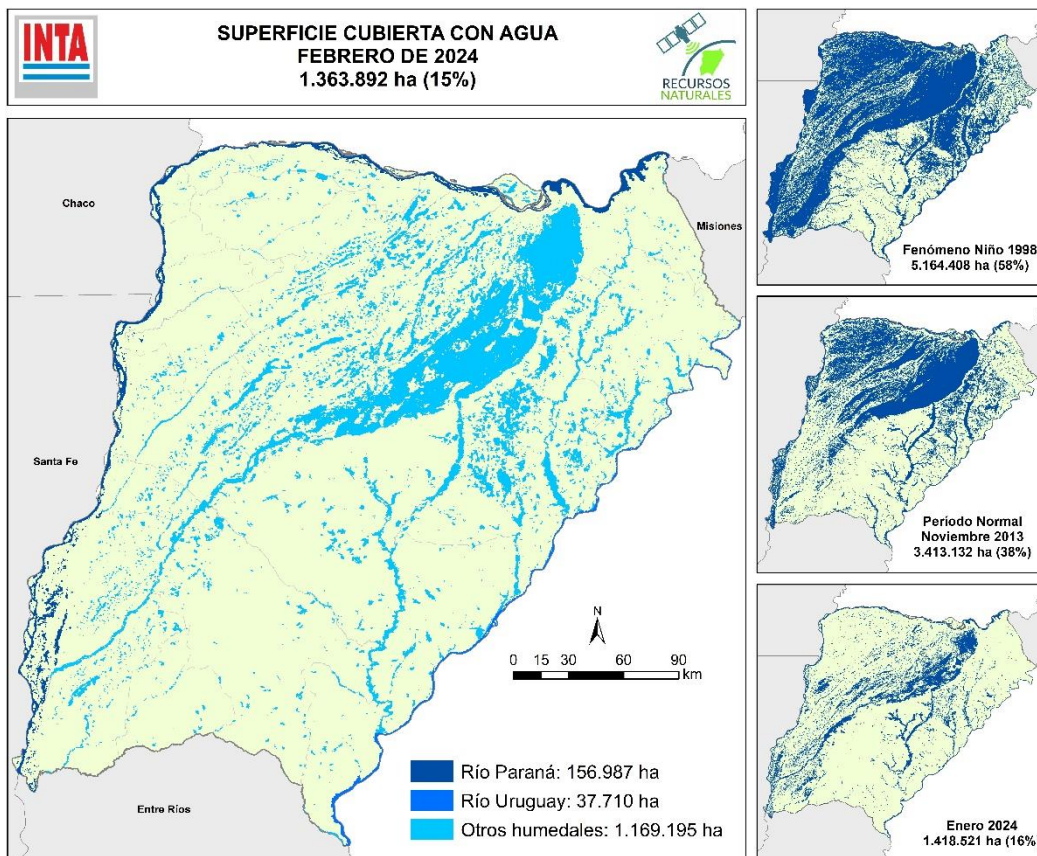 INTA
SUPERFICIE CUBIERTA CON AGUA
FEBRERO DE 2024
1.363.892 ha (15%)
RECURSOS
NATURALES
Chaco
Misiones
Santa Fe
Entre Ríos
N
0 15 30 60 90
km
Río Paraná: 156.987 ha
Río Uruguay: 37.710 ha
Otros humedales: 1.169.195 ha
Fenómeno Niño 1998
5.164.408 ha (58%)
Período Normal
Noviembre 2013
3.413.132 ha (38%)
Enero 2024
1.418.521 ha (16%